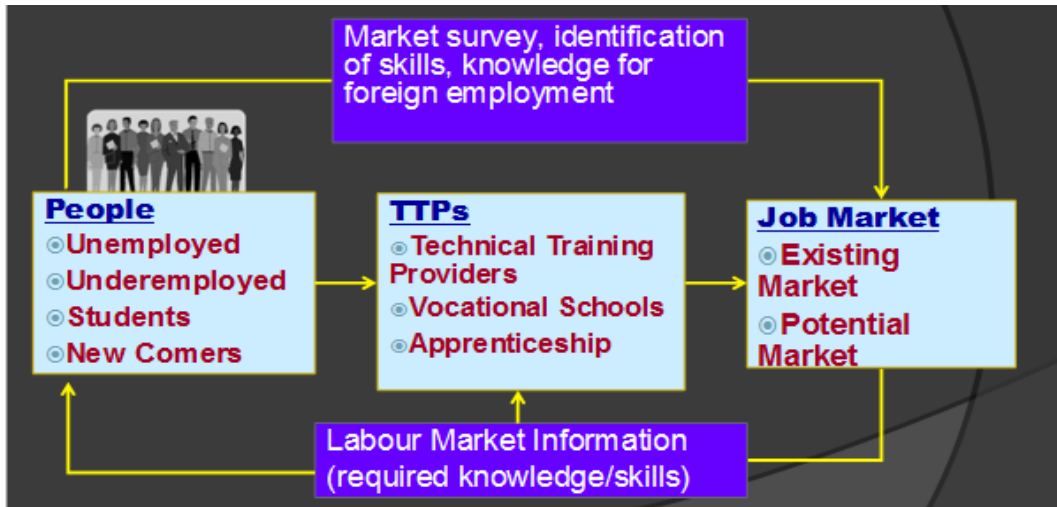 Market survey, identification
of skills, knowledge for
foreign employment
People
Unemployed
Underemployed
Students
New Comers
TTPs
Technical Training
Providers
Vocational Schools
Apprenticeship
Job Market
Existing
Market
Potential
Market
Labour Market Information
(required knowledge/skills)